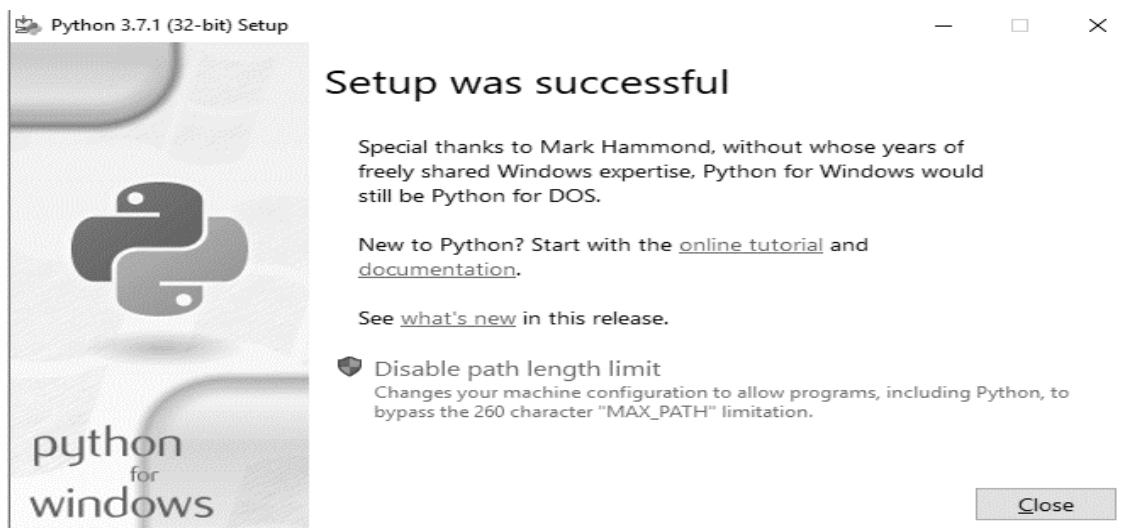 Python 3.7.1 (32-bit) Setup
Setup was successful
Special thanks to Mark Hammond, without whose years of
freely shared Windows expertise, Python for Windows would
still be Python for DOS.
New to Python? Start with the online tutorial and
documentation.
See what's new in this release.
Disable path length limit
Changes your machine configuration to allow programs, including Python, to
bypass the 260 character "MAX_PATH" limitation.
python
for
windows
Close